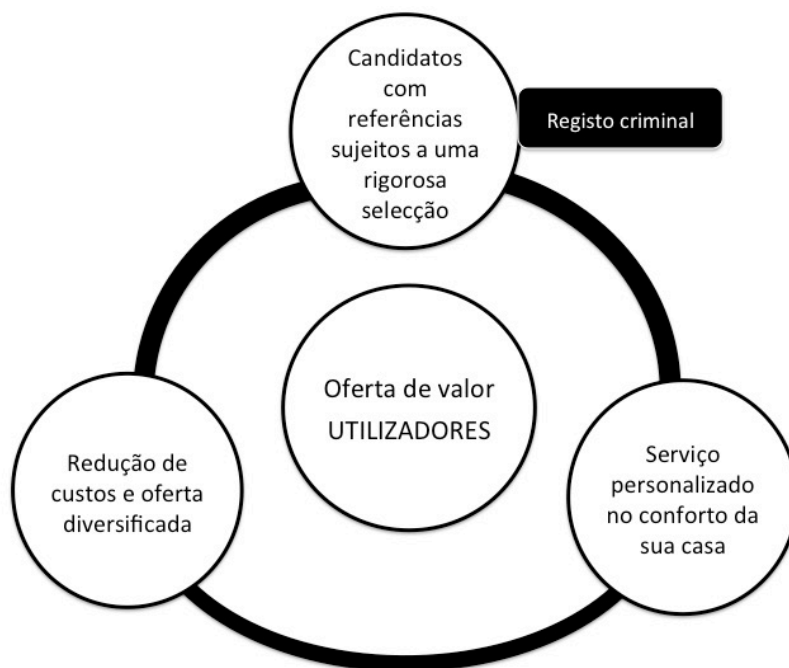 Candidatos
com
referências
sujeitos a uma
rigorosa
selecção
Registo criminal
Oferta de valor
UTILIZADORES
Redução de
custos e oferta
diversificada
Serviço
personalizado
no conforto da
sua casa